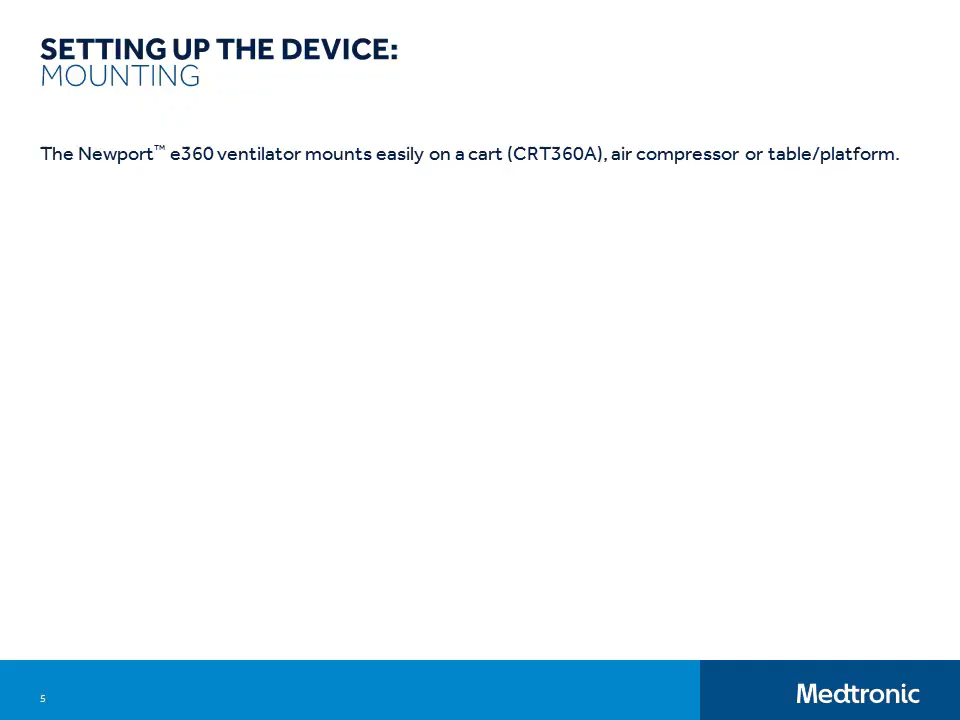 SETTING UP THE DEVICE:
MOUNTING
The Newport™ e360 ventilator mounts easily on a cart (CRT360A), air compressor or table/platform.
5
Medtronic